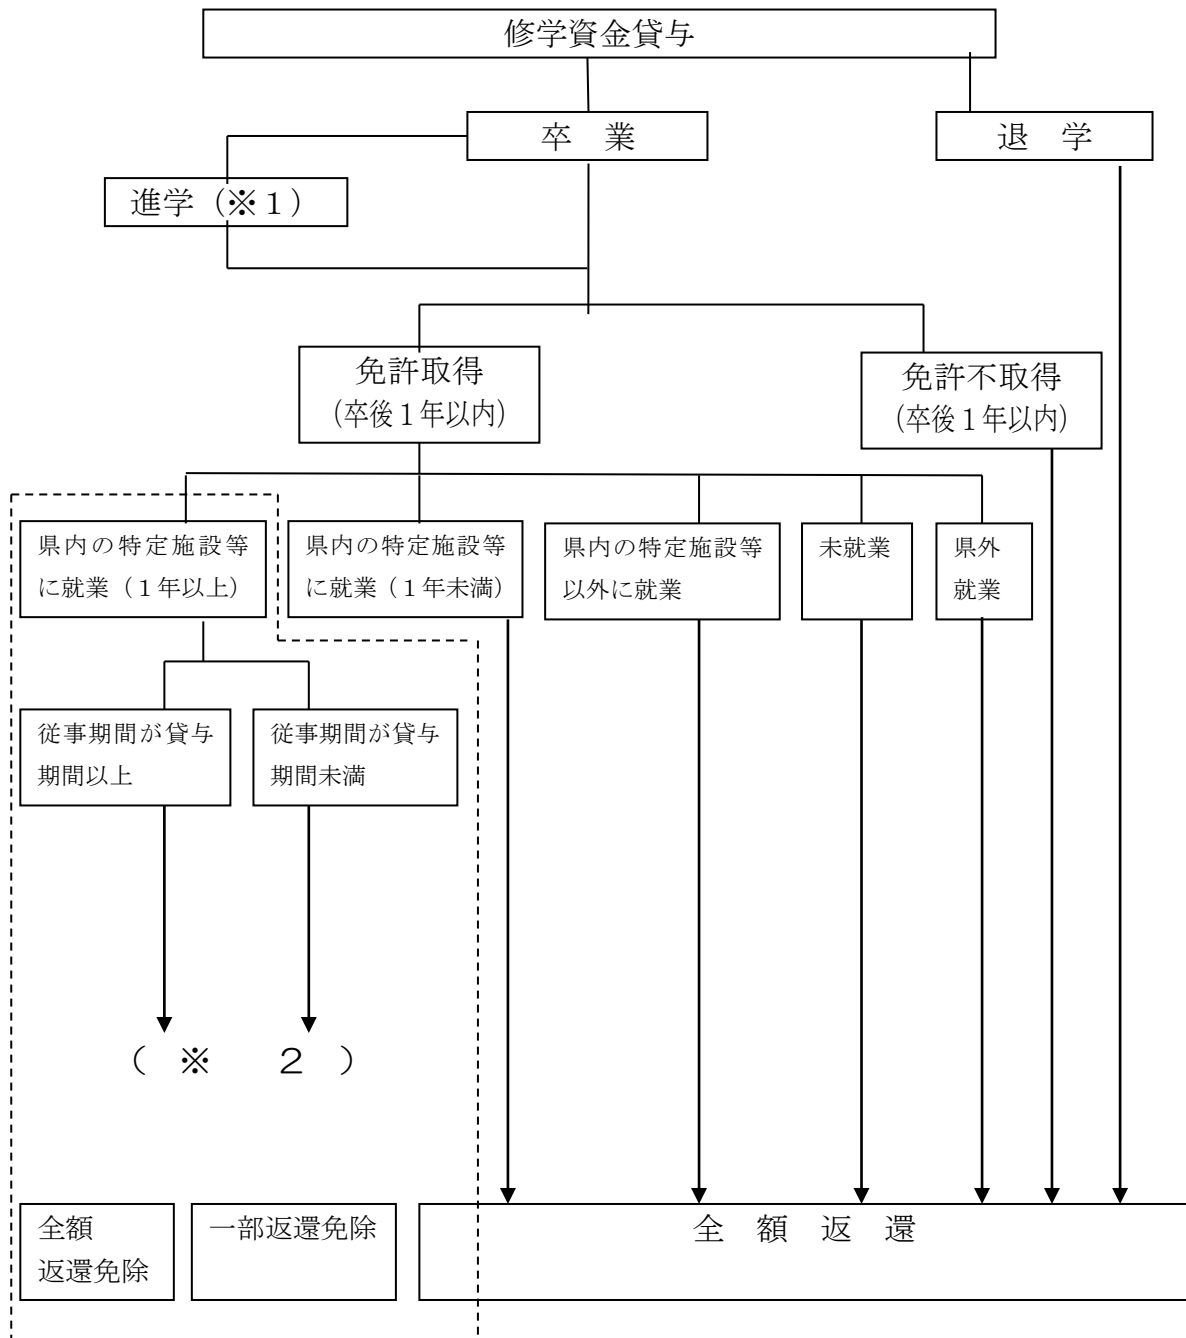 修学資金貸与
卒　業
退　学
進学（※１）
免許取得
（卒後１年以内）
免許不取得
（卒後１年以内）
県内の特定施設等
に就業（１年以上）
県内の特定施設等
に就業（１年未満）
県内の特定施設等
以外に就業
未就業
県外
就業
従事期間が貸与
期間以上
従事期間が貸与
期間未満
（　※　２　）
全額
返還免除
一部返還免除
全　額　返　還